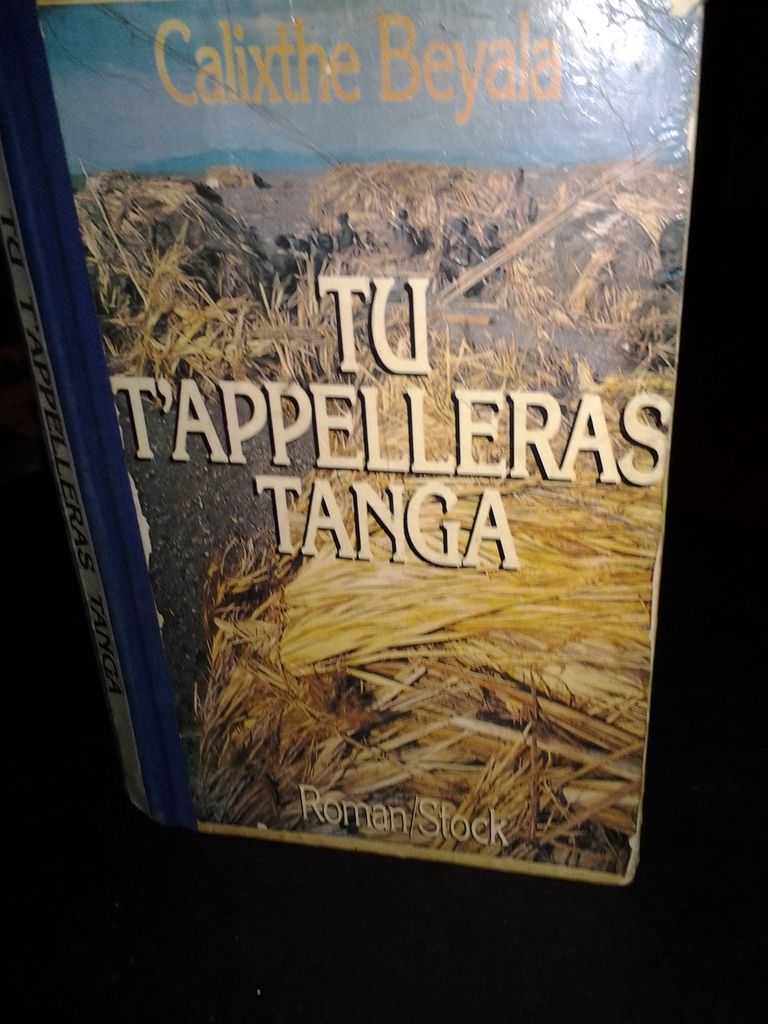 Calixthe Beyala
TU
T'APPELLERAS
TANGA
Roman/Stock
TU T'APPELLERAS TANGA